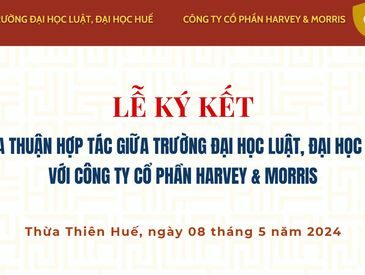 ƯỜNG ĐẠI HỌC LUẬT, ĐẠI HỌC HUẾ CÔNG TY CỔ PHẦN HARVEY & MORRIS
LỄ KÝ KẾT
THUẬN HỢP TÁC GIỮA TRƯỜNG ĐẠI HỌC LUẬT, ĐẠI HỌC
VỚI CÔNG TY CỔ PHẦN HARVEY & MORRIS
Thừa Thiên Huế, ngày 08 tháng 5 năm 2024